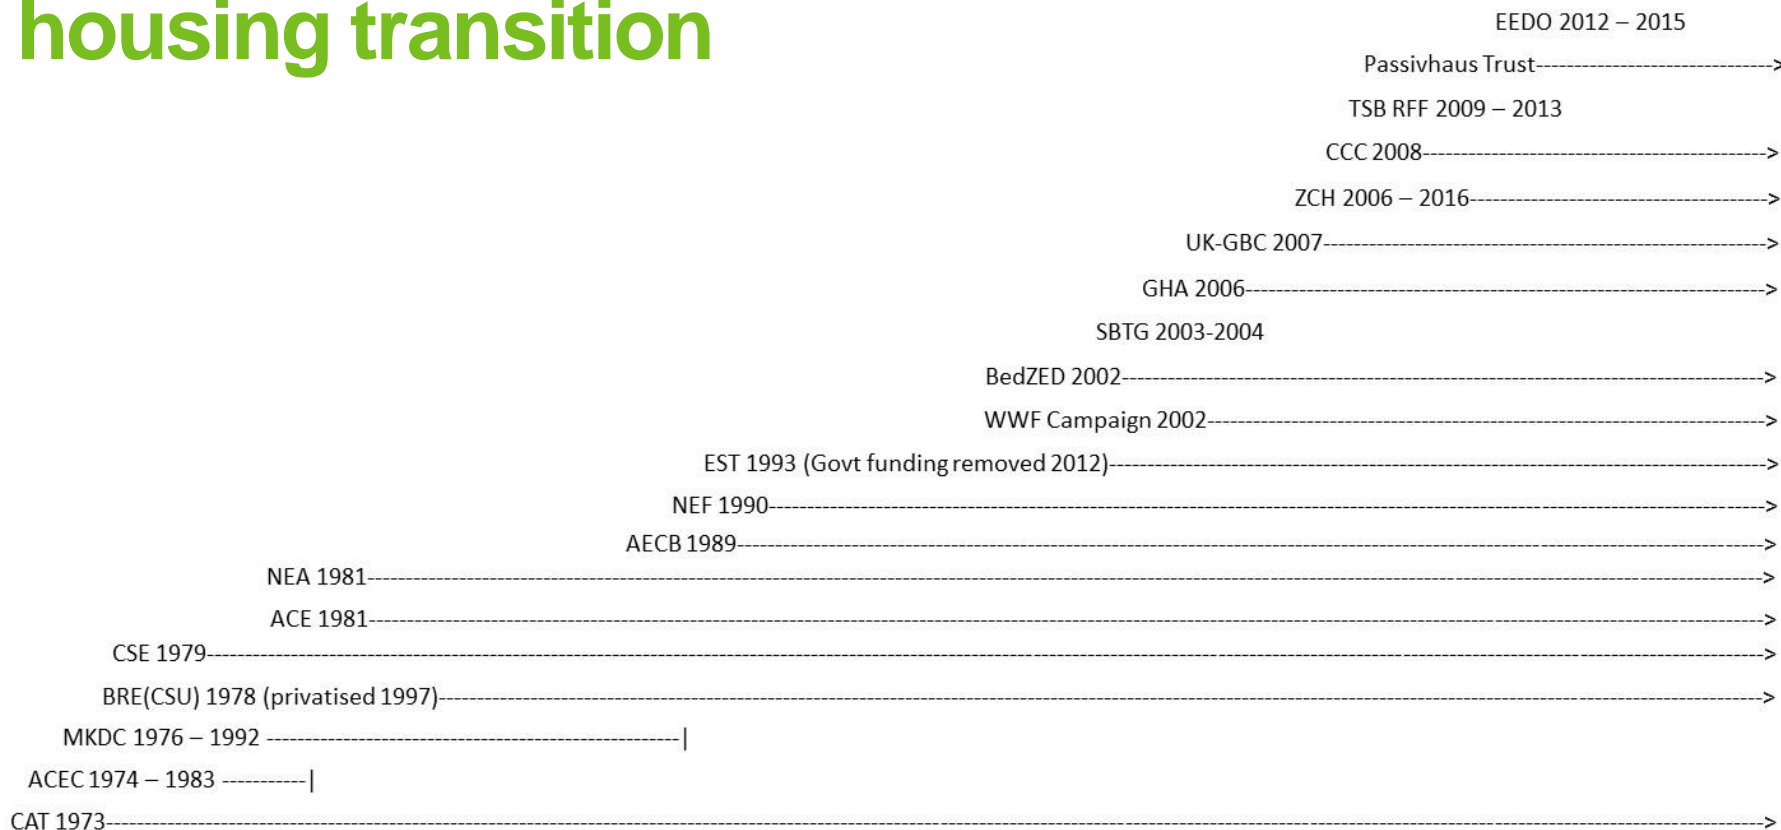 housing transition
EEDO 2012 – 2015
Passivhaus Trust------------------------------->
TSB RFF 2009 – 2013
CCC 2008--------------------------------------------->
ZCH 2006 – 2016--------------------------------------->
UK-GBC 2007---------------------------------------------------------->
GHA 2006-------------------------------------------------------------------->
SBTG 2003-2004
BedZED 2002------------------------------------------------------------------------------------>
WWF Campaign 2002------------------------------------------------------------------------->
EST 1993 (Govt funding removed 2012)-------------------------------------------------------------------------------------->
NEF 1990---------------------------------------------------------------------------------------------------------------------------------->
AECB 1989-------------------------------------------------------------------------------------------------------------------------------------->
NEA 1981---------------------------------------------------------------------------------------------------------------------------------------------------------------------------------------->
ACE 1981---------------------------------------------------------------------------------------------------------------------------------------------------------------------------------------->
CSE 1979------------------------------------------------------------------------------------------------------------------------------------------------------------------------------------------------------------->
BRE(CSU) 1978 (privatised 1997)------------------------------------------------------------------------------------------------------------------------------------------------------------------------------->
MKDC 1976 – 1992 ------------------------------------------------------|
ACEC 1974 – 1983 -----------|
CAT 1973--------------------------------------------------------------------------------------------------------------------------------------------------------------------------------------------------------------------------->